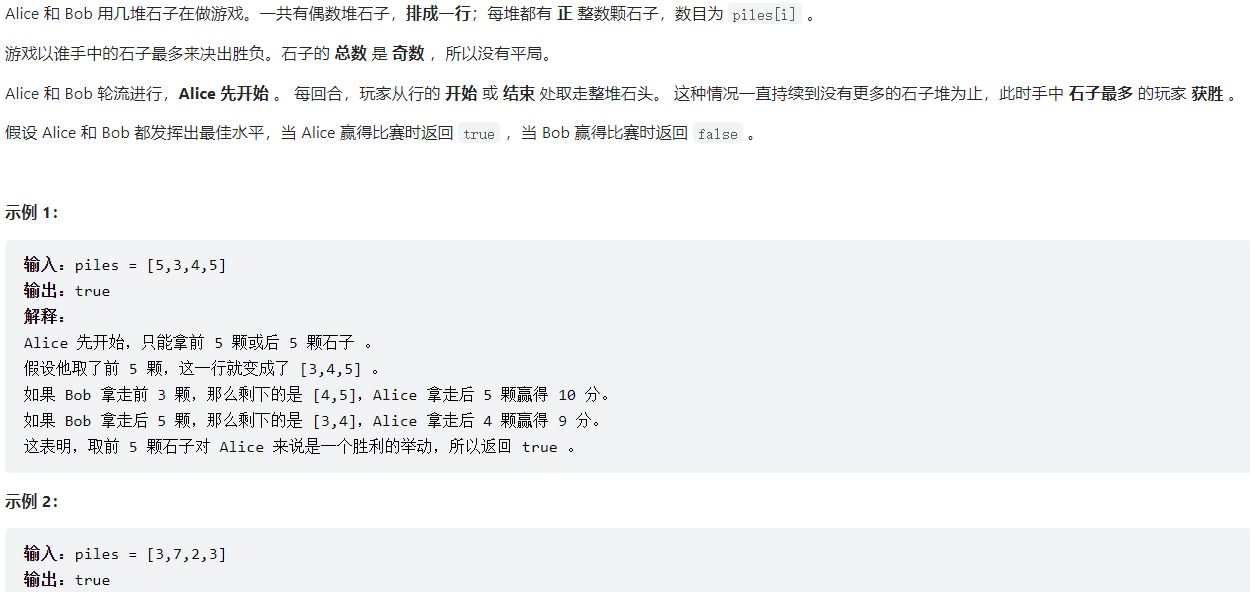 Alice 和 Bob 用几堆石子在做游戏。一共有偶数堆石子，排成一行；每堆都有 正 整数颗石子，数目为 piles[i] 。
游戏以谁手中的石子最多来决出胜负。石子的 总数 是 奇数 ，所以没有平局。
Alice 和 Bob 轮流进行，Alice 先开始 。 每回合，玩家从行的 开始 或 结束 处取走整堆石头。 这种情况一直持续到没有更多的石子堆为止，此时手中 石子最多 的玩家 获胜 。
假设 Alice 和 Bob 都发挥出最佳水平，当 Alice 赢得比赛时返回 true ，当 Bob 赢得比赛时返回 false 。
示例 1：
输入：piles = [5,3,4,5]
输出：true
解释：
Alice 先开始，只能拿前 5 颗或后 5 颗石子 。
假设他取了前 5 颗，这一行就变成了 [3,4,5] 。
如果 Bob 拿走前 3 颗，那么剩下的是 [4,5]，Alice 拿走后 5 颗赢得 10 分。
如果 Bob 拿走后 5 颗，那么剩下的是 [3,4]，Alice 拿走后 4 颗赢得 9 分。
这表明，取前 5 颗石子对 Alice 来说是一个胜利的举动，所以返回 true 。
示例 2：
输入：piles = [3,7,2,3]
输出：true